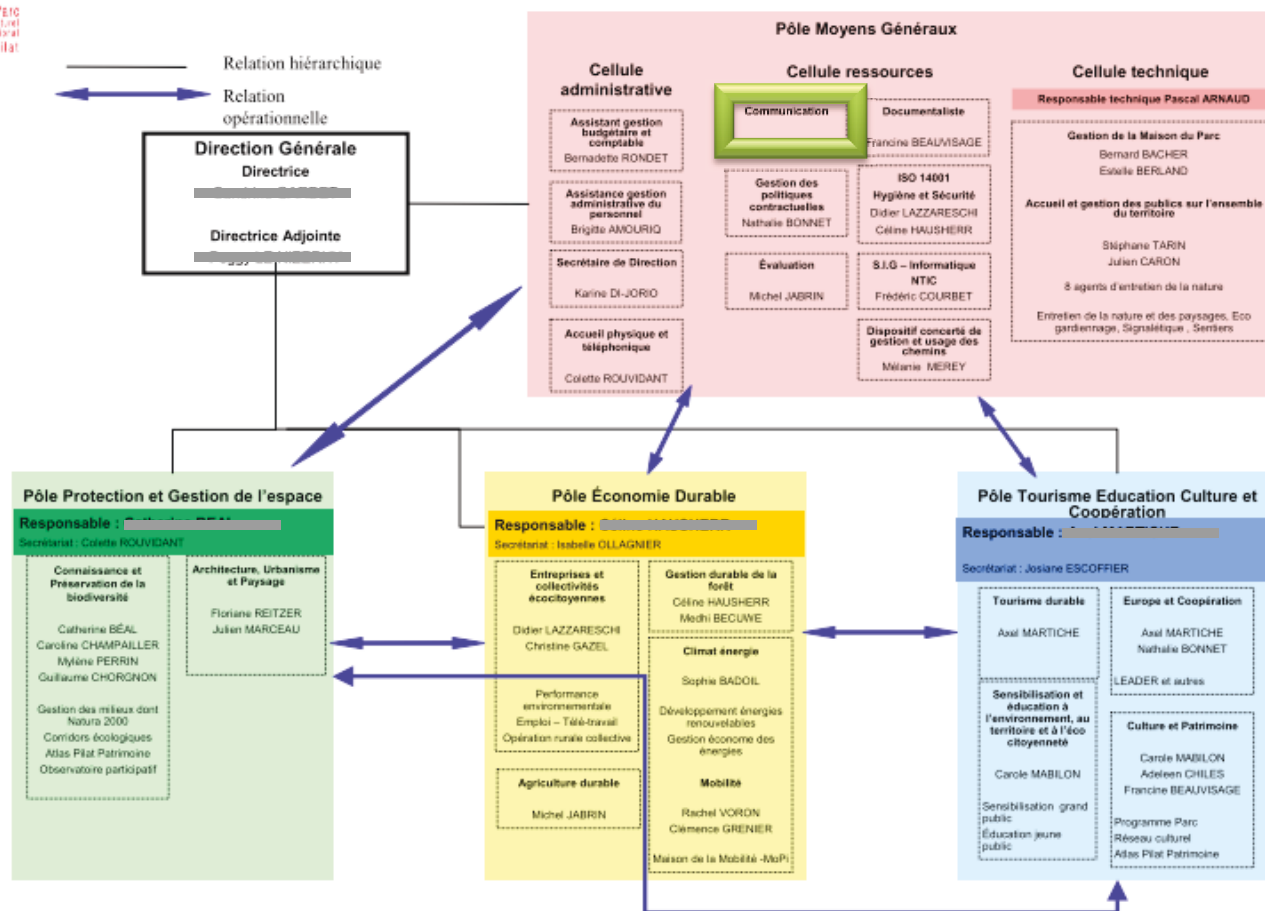 Relation hiérarchique
Relation
opérationnelle
Direction Générale
Directrice
Directrice Adjointe
Pôle Moyens Généraux
Cellule
administrative
Assistant gestion
budgétaire et
comptable
Bernadette RONDET
Assistance gestion
administrative du
personnel
Brigitte AMOURIQ
Secrétaire de Direction
Karine DI-JORIO
Accueil physique et
téléphonique
Colette ROUVIDANT
Cellule ressources
Communication
Gestion des
politiques
contractuelles
Nathalie BONNET
Évaluation
Michel JABRIN
Documentaliste
Francine BEAUVISAGE
ISO 14001
Hygiène et Sécurité
Didier LAZZARESCHI
Céline HAUSHERR
S.I.G – Informatique
NTIC
Frédéric COURBET
Dispositif concerté de
gestion et usage des
chemins
Mélanie MEREY
Cellule technique
Responsable technique Pascal ARNAUD
Gestion de la Maison du Parc
Bernard BACHER
Estelle BERLAND
Accueil et gestion des publics sur l'ensemble
du territoire
Stéphane TARIN
Julien CARON
8 agents d'entretien de la nature
Entretien de la nature et des paysages, Eco
gardiennage, Signalétique , Sentiers
Pôle Protection et Gestion de l'espace
Responsable :
Secrétariat : Colette ROUVIDANT
Connaissance et
Préservation de la
biodiversité
Catherine BÉAL
Caroline CHAMPAILLER
Mylène PERRIN
Guillaume CHORGNON
Gestion des milieux dont
Natura 2000
Corridors écologiques
Atlas Pilat Patrimoine
Observatoire participatif
Architecture, Urbanisme
et Paysage
Floriane REITZER
Julien MARCEAU
Pôle Économie Durable
Responsable :
Secrétariat : Isabelle OLLAGNIER
Entreprises et
collectivités
écocitoyennes
Didier LAZZARESCHI
Christine GAZEL
Performance
environnementale
Emploi – Télé-travail
Opération rurale collective
Agriculture durable
Michel JABRIN
Gestion durable de la
forêt
Céline HAUSHERR
Medhi BECUWE
Climat énergie
Sophie BADOIL
Développement énergies
renouvelables
Gestion économe des
énergies
Mobilité
Rachel VORON
Clémence GRENIER
Maison de la Mobilité -MoPi
Pôle Tourisme Education Culture et
Coopération
Responsable :
Secrétariat : Josiane ESCOFFIER
Tourisme durable
Axel MARTICHE
Sensibilisation et
éducation à
l'environnement, au
territoire et à l'éco
citoyenneté
Carole MABILON
Sensibilisation grand
public
Éducation jeune
public
Europe et Coopération
Axel MARTICHE
Nathalie BONNET
LEADER et autres
Culture et Patrimoine
Carole MABILON
Adeleen CHILES
Francine BEAUVISAGE
Programme Parc
Réseau culturel
Atlas Pilat Patrimoine